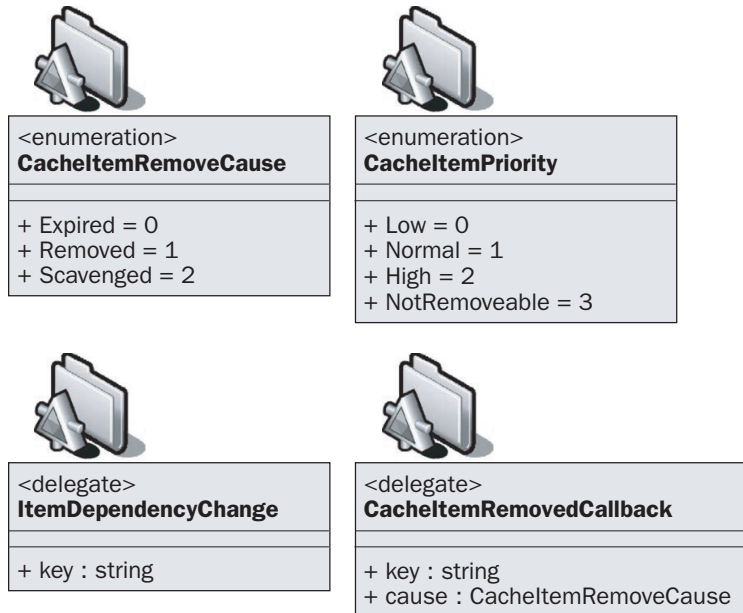 <enumeration>
CacheItemRemoveCause
+ Expired = 0
+ Removed = 1
+ Scavenged = 2
<enumeration>
CacheItemPriority
+ Low = 0
+ Normal = 1
+ High = 2
+ NotRemoveable = 3
<delegate>
ItemDependencyChange
+ key : string
<delegate>
CacheItemRemovedCallback
+ key : string
+ cause : CacheItemRemoveCause